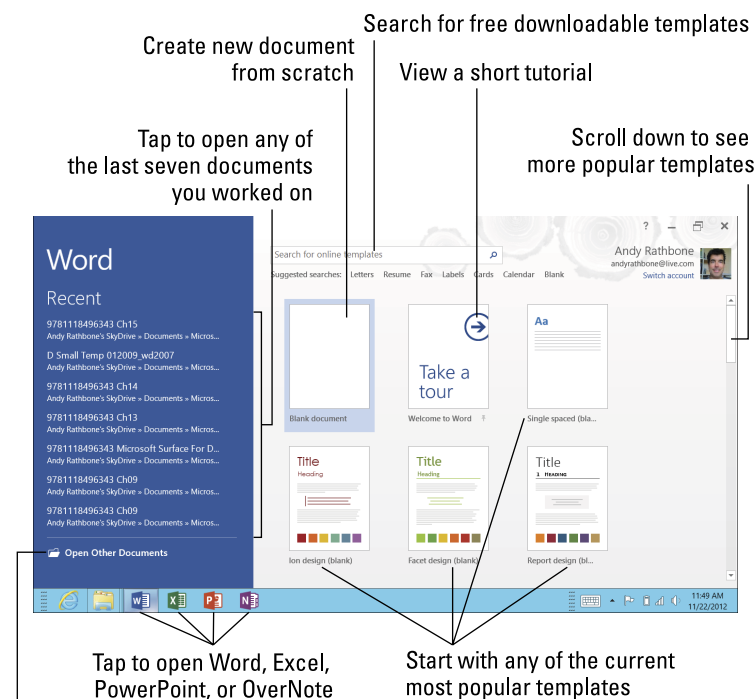 Search for free downloadable templates
Create new document
from scratch
View a short tutorial
Tap to open any of
the last seven documents
you worked on
Scroll down to see
more popular templates
Word
Recent
9781118496343 Ch15
Andy Rathbone's SkyDrive » Documents » Micros...
D Small Temp 012009_wd2007
Andy Rathbone's SkyDrive » Documents » Micros...
9781118496343 Ch14
Andy Rathbone's SkyDrive » Documents » Micros...
9781118496343 Ch13
Andy Rathbone's SkyDrive » Documents » Micros...
9781118496343 Microsoft Surface For D...
Andy Rathbone's SkyDrive » Documents » Micros...
9781118496343 Ch09
Andy Rathbone's SkyDrive » Documents » Micros...
9781118496343 Ch09
Andy Rathbone's SkyDrive » Documents » Micros...
Open Other Documents
?
Search for online templates
Suggested searches: Letters Resume Fax Labels Cards Calendar Blank
Andy Rathbone
andyrathbone@live.com
Switch account
Take a
tour
Aa
Blank document
Welcome to Word
Single spaced (bla...
Title
Heading
Title
Heading
Title
1 HEADING
Ion design (blank)
Facet design (blank)
Report design (bl...
W
X
P
N
11:49 AM
11/22/2012
Tap to open Word, Excel,
PowerPoint, or OverNote
Start with any of the current
most popular templates